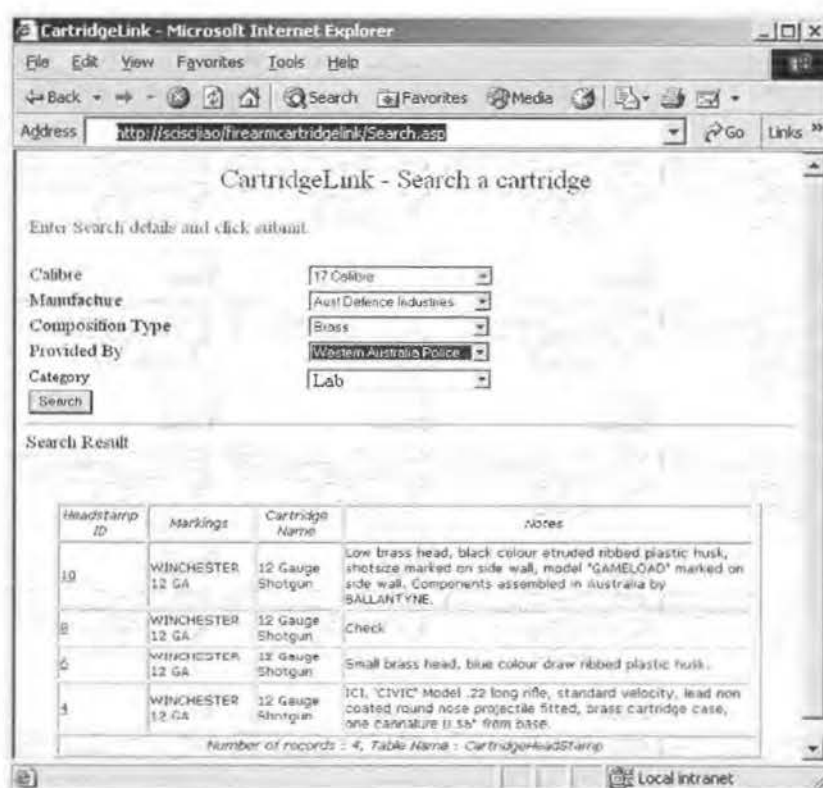 CartridgeLink - Microsoft Internet Explorer
File Edit View Favorites Tools Help
Back Search Favorites Media
Address http://sciscjiao/firearmcartridgelink/Search.asp Go Links »
CartridgeLink - Search a cartridge
Enter Search details and click submit.
Calibre 17 Calibre
Manufacture Aust Defence Industries
Composition Type Brass
Provided By Western Australia Police
Category Lab
Search
Search Result
Headstamp ID Markings Cartridge Name Notes
10 WINCHESTER 12 GA 12 Gauge Shotgun Low brass head, black colour etruded ribbed plastic husk,
shotsize marked on side wall, model "GAMELOAD" marked on
side wall. Components assembled in Australia by
BALLANTYNE.
8 WINCHESTER 12 GA 12 Gauge Shotgun Check
6 WINCHESTER 12 GA 12 Gauge Shotgun Small brass head, blue colour draw ribbed plastic husk.
4 WINCHESTER 12 GA 12 Gauge Shotgun ICI, 'CIVIC' Model .22 long rifle, standard velocity, lead non
coated round nose projectile fitted, brass cartridge case,
one cannalure 0.56" from base.
Number of records : 4, Table Name : CartridgeHeadStamp
Local intranet